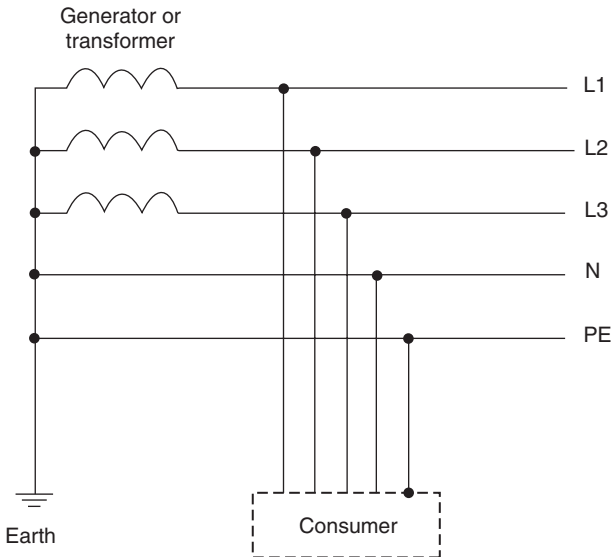 Generator or
transformer
L1
L2
L3
N
PE
Consumer
Earth